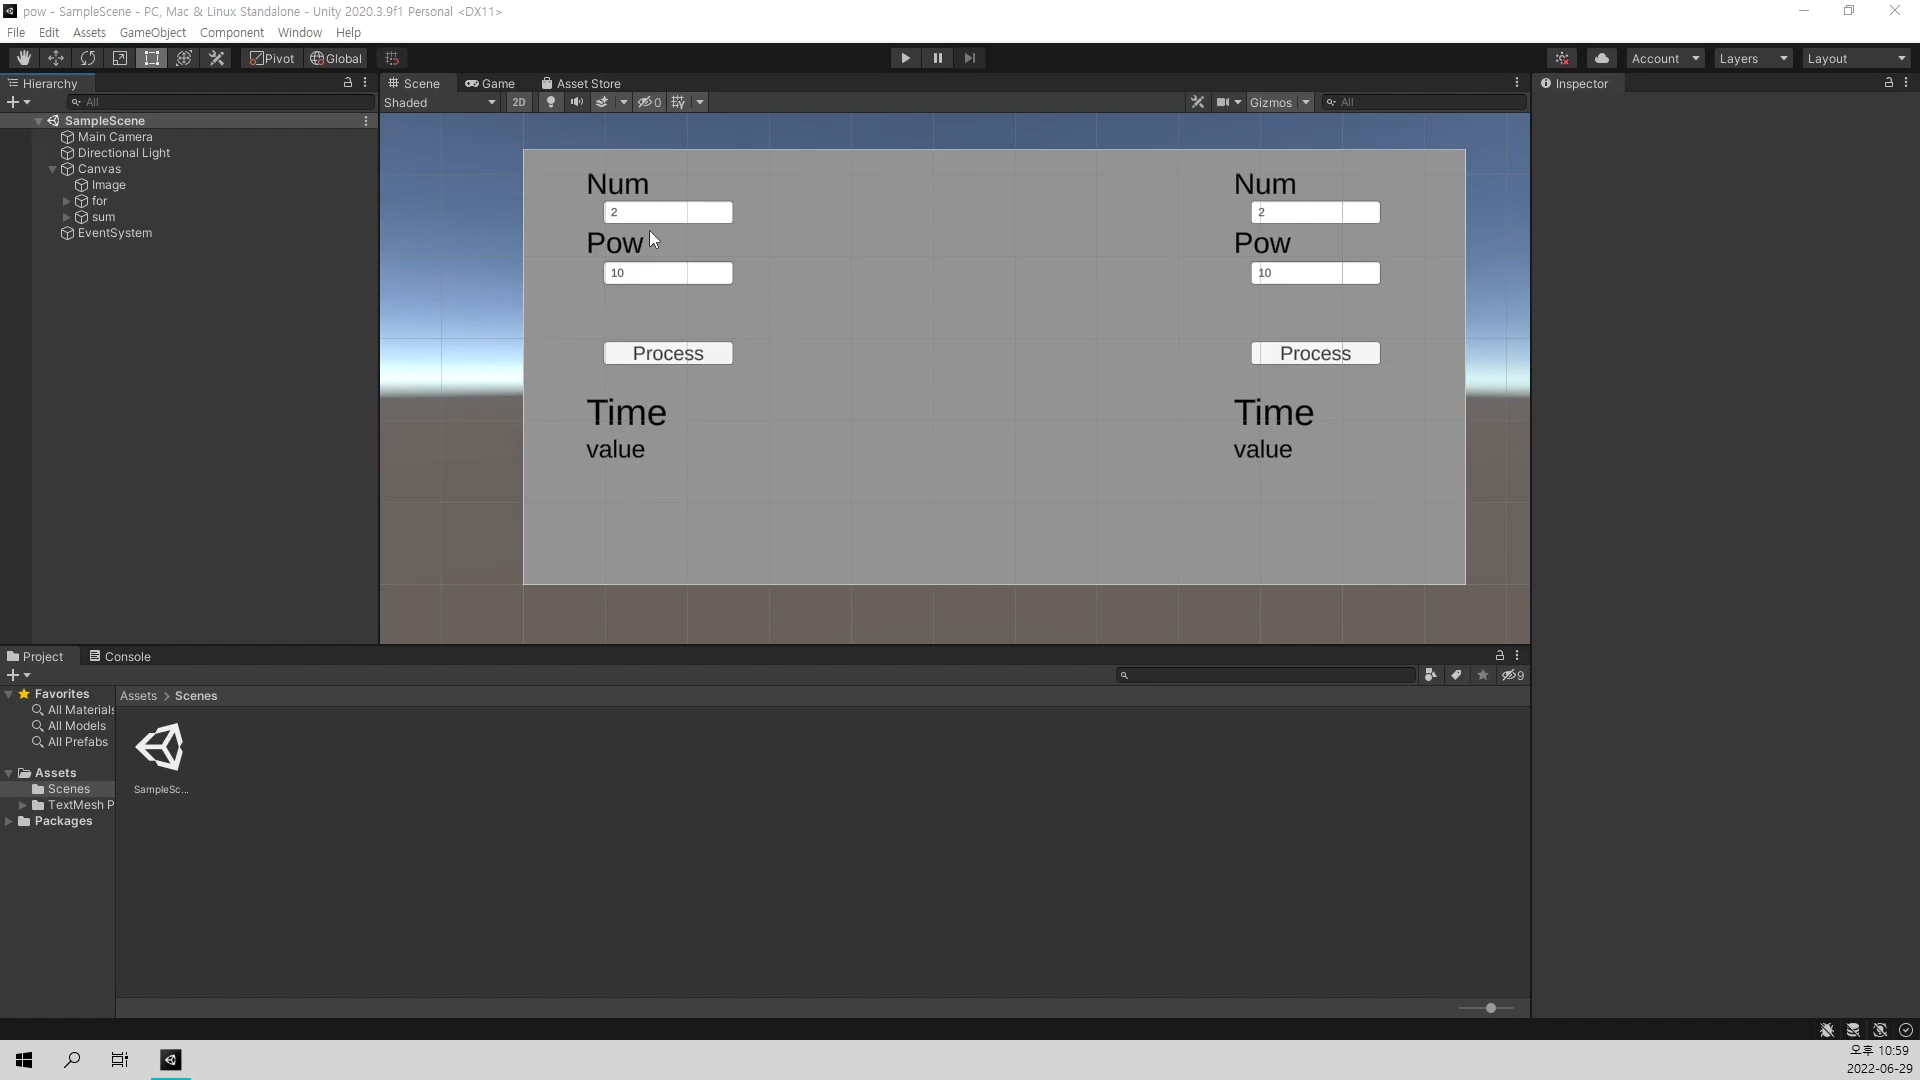 pow - SampleScene - PC, Mac & Linux Standalone - Unity 2020.3.9f1 Personal <DX11>
File Edit Assets GameObject Component Window Help
Pivot Global Account Layers Layout
Hierarchy
All
SampleScene
Main Camera
Directional Light
Canvas
Image
for
sum
EventSystem
Scene Game Asset Store
Shaded 2D 0 Gizmos All
Num
2
Pow
10
Process
Time
value
Num
2
Pow
10
Process
Time
value
Inspector
Project Console
9
Favorites
All Materials
All Models
All Prefabs
Assets
Scenes
TextMesh P
Packages
Assets > Scenes
SampleSc...
오후 10:59
2022-06-29